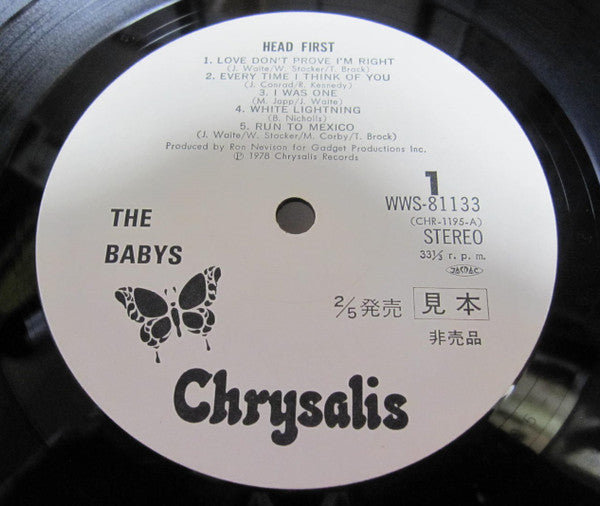 HEAD FIRST
1. LOVE DON'T PROVE I'M RIGHT
(J. Waite/W. Stocker/T. Brock)
2. EVERY TIME I THINK OF YOU
(J. Conrad/R. Kennedy)
3. I WAS ONE
(M. Japp/J. Waite)
4. WHITE LIGHTNING
(B. Nicholls)
5. RUN TO MEXICO
(J. Waite/W. Stocker/M. Corby/T. Brock)
Produced by Ron Nevison for Gadget Productions Inc.
Ⓟ 1978 Chrysalis Records
1
WWS-81133
(CHR-1195-A)
STEREO
33⅓ r. p. m.
JASRAC
THE
BABYS
2/5発売 見本
非売品
Chrysalis